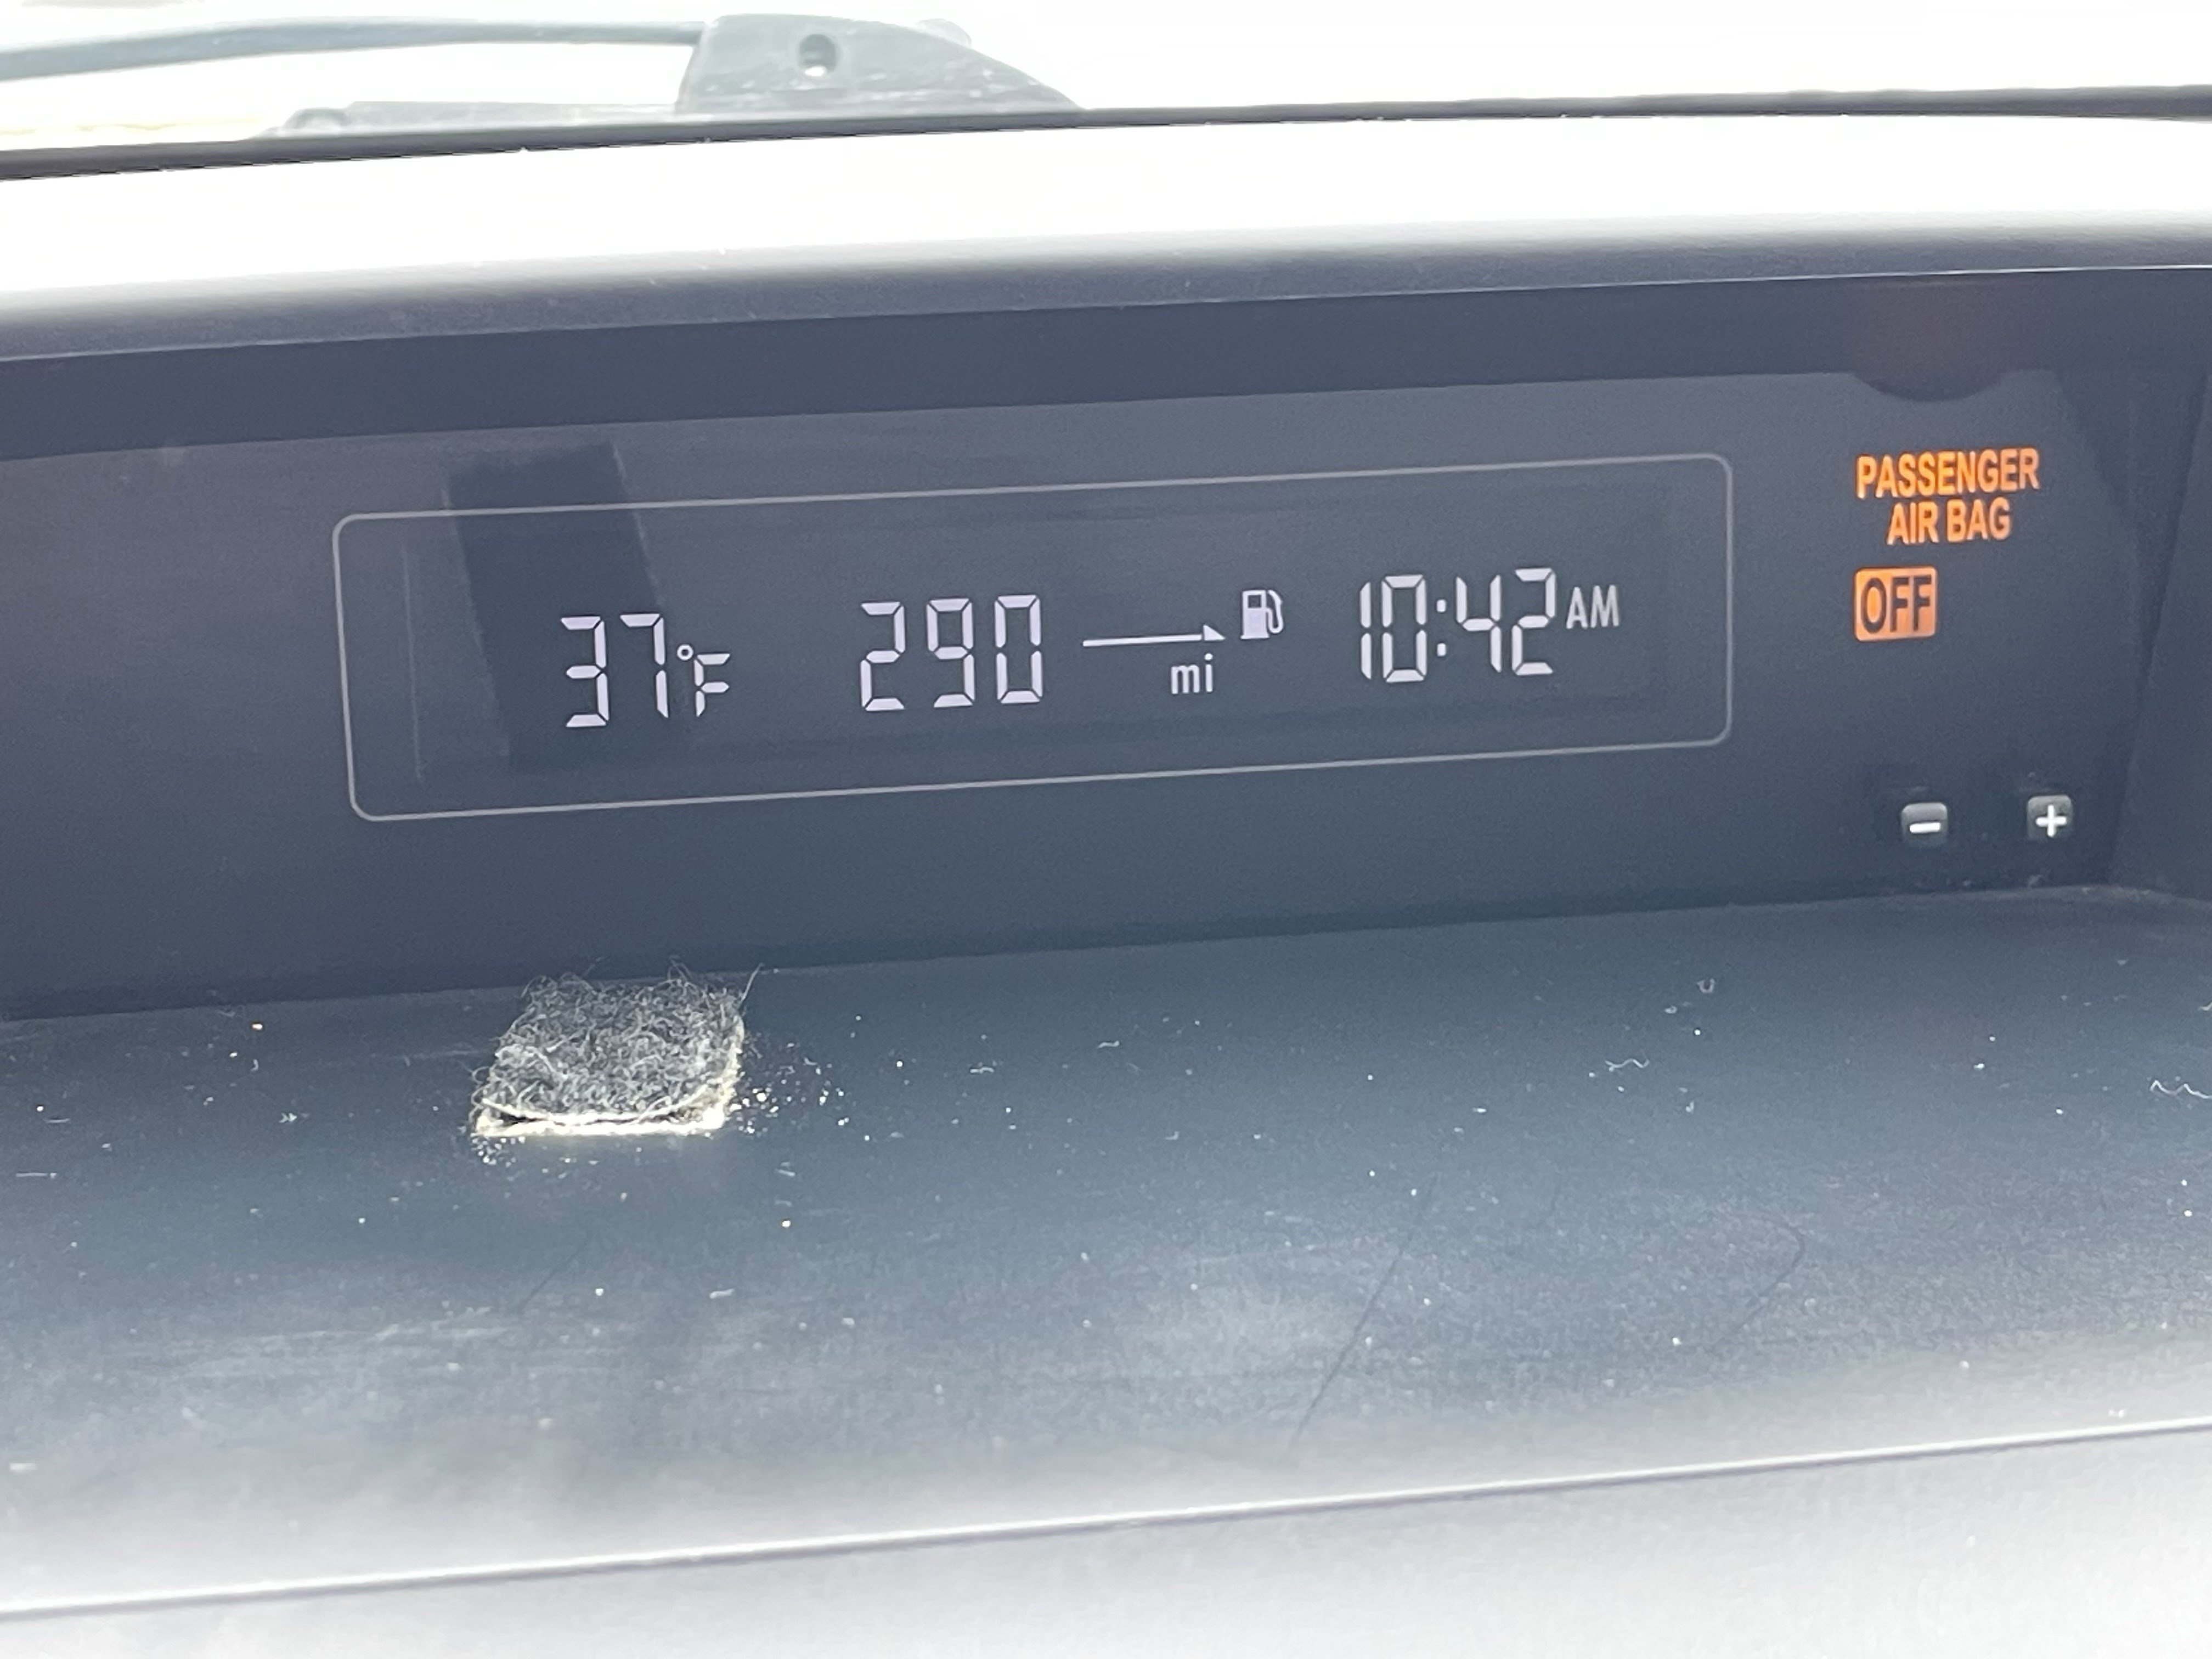 37°F 290 mi 10:42 AM
PASSENGER
AIR BAG
OFF
- +